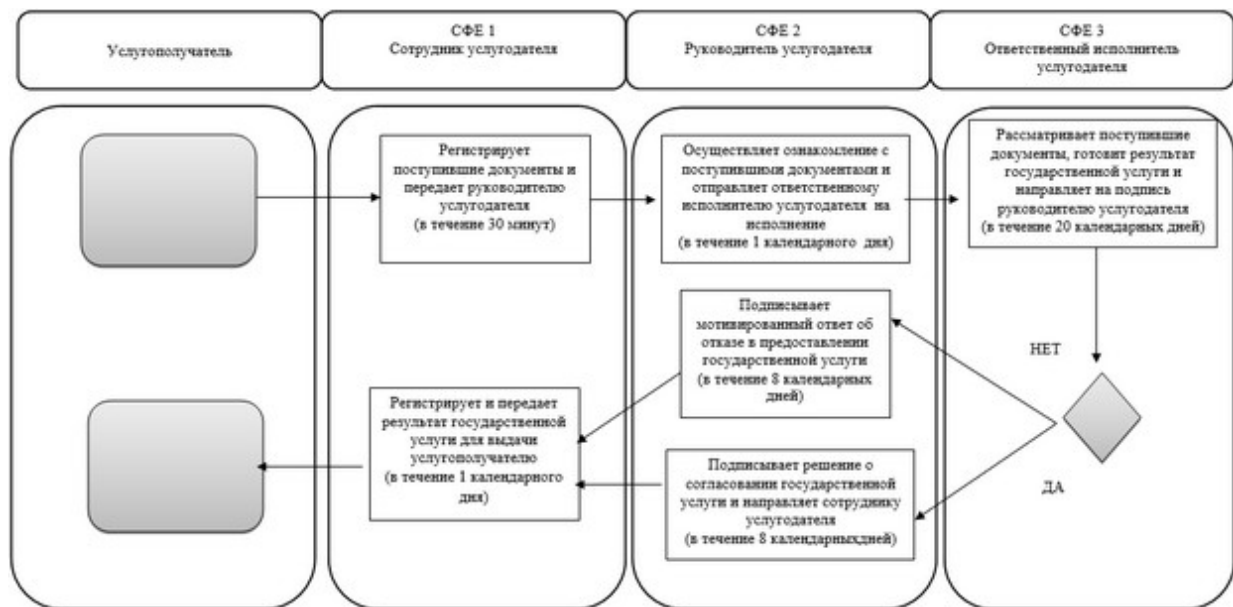 Услугополучатель
СФЕ 1
Сотрудник услугодателя
СФЕ 2
Руководитель услугодателя
СФЕ 3
Ответственный исполнитель
услугодателя
Регистрирует
поступившие документы и
передает руководителю
услугодателя
(в течение 30 минут)
Осуществляет ознакомление с
поступившими документами и
отправляет ответственному
исполнителю услугодателя на
исполнение
(в течение 1 календарного дня)
Рассматривает поступившие
документы, готовит результат
государственной услуги и
направляет на подпись
руководителю услугодателя
(в течение 20 календарных дней)
Подписывает
мотивированный ответ об
отказе в предоставлении
государственной услуги
(в течение 8 календарных
дней)
НЕТ
Регистрирует и передает
результат государственной
услуги для выдачи
услугополучателю
(в течение 1 календарного
дня)
Подписывает решение о
согласовании государственной
услуги и направляет сотруднику
услугодателя
(в течение 8 календарныхдней)
ДА